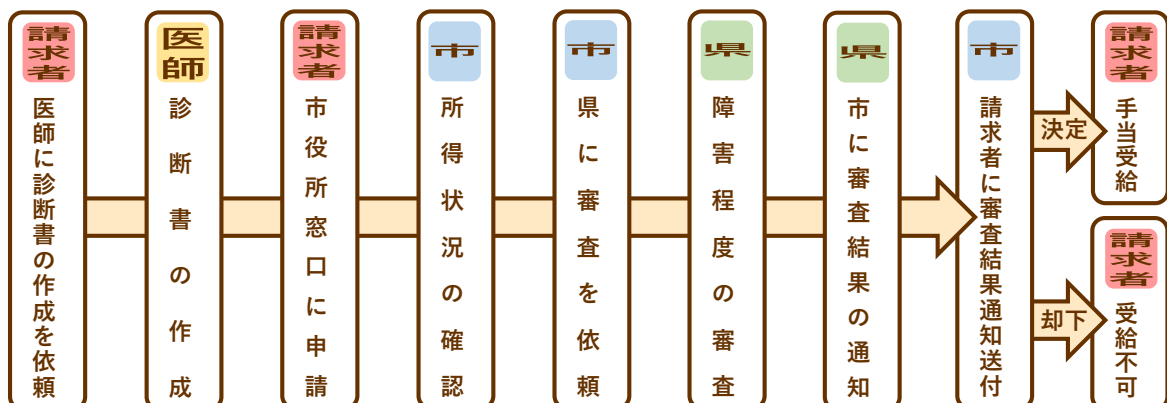 請求者
医師に診断書の作成を依頼
医師
診断書の作成
請求者
市役所窓口に申請
市
所得状況の確認
市
県に審査を依頼
県
障害程度の審査
県
市に審査結果の通知
市
請求者に審査結果通知送付
決定
請求者
手当受給
却下
請求者
受給不可